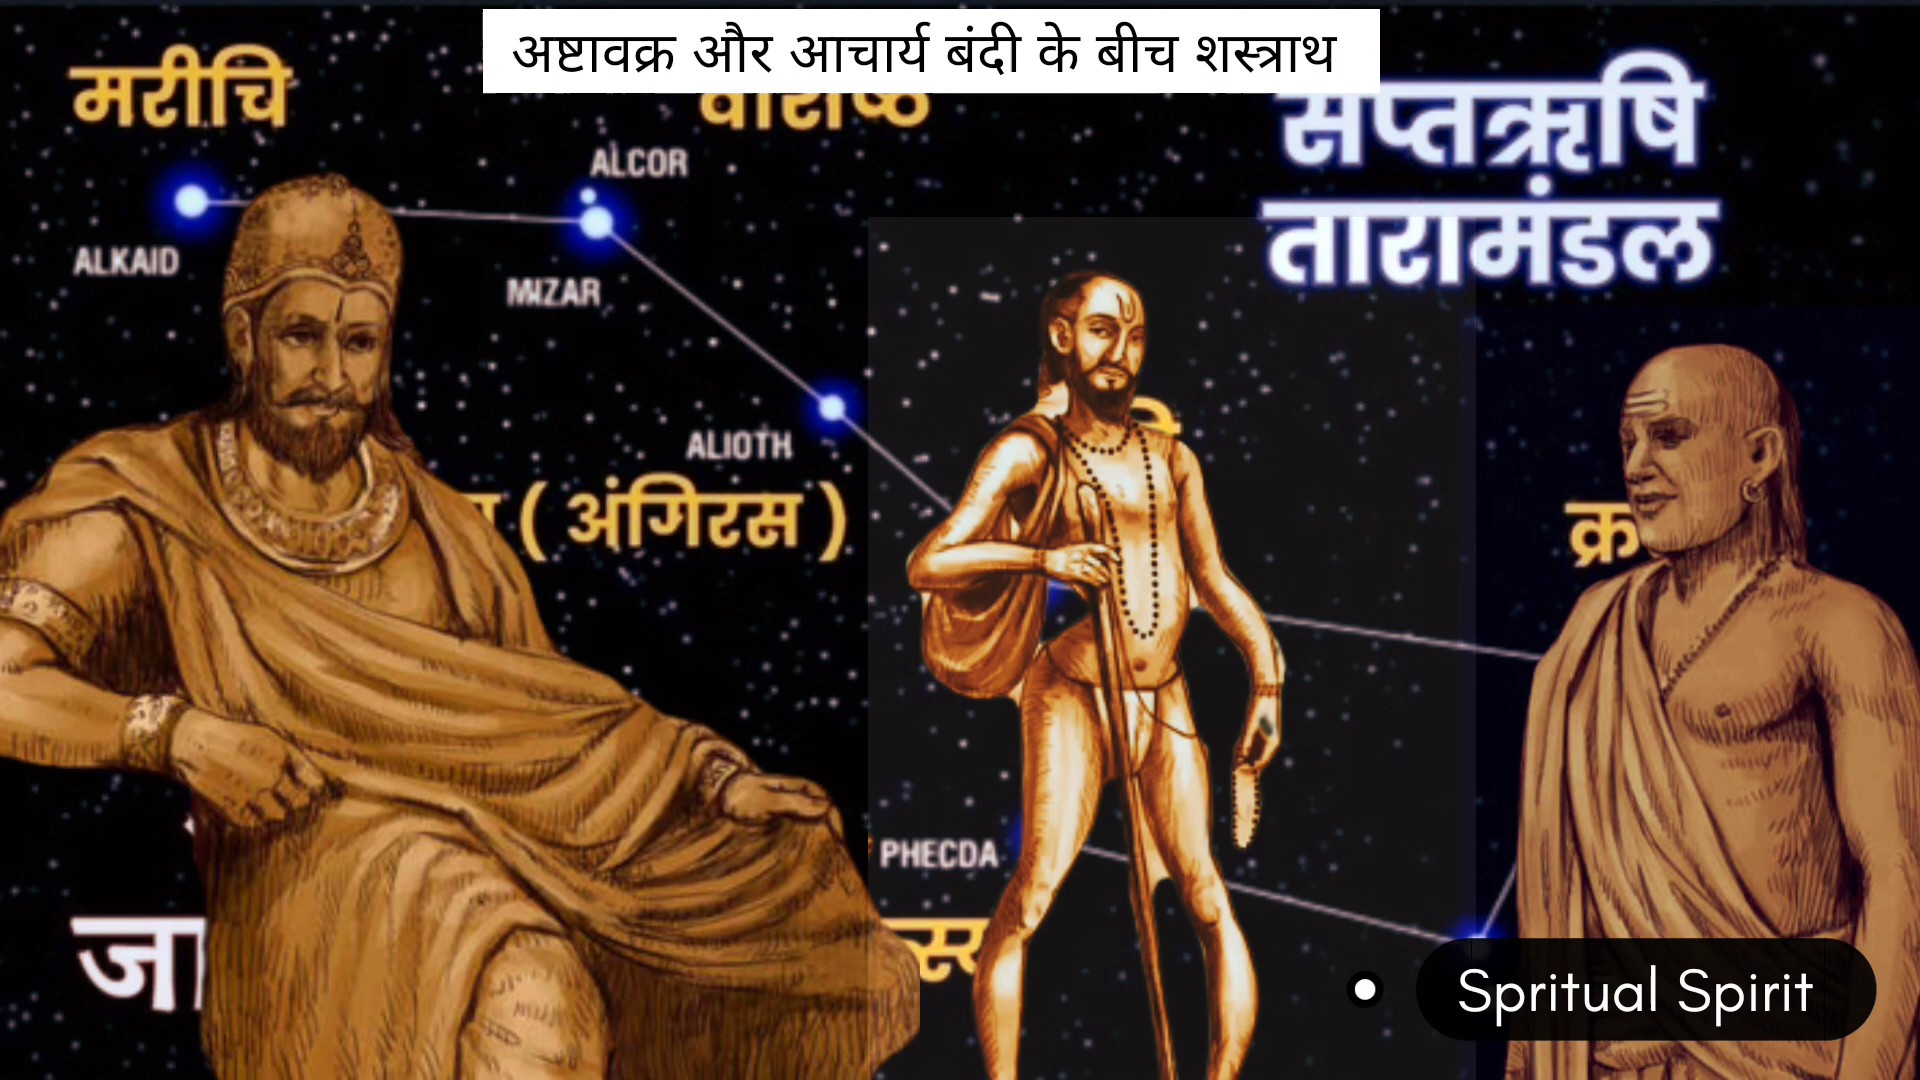 अष्टावक्र और आचार्य बंदी के बीच शस्त्राथ
मरीचि
सप्तऋषि
तारामंडल
ALCOR
ALKAID
MIZAR
ALIOTH
( अंगिरस )
PHECDA
Spritual Spirit